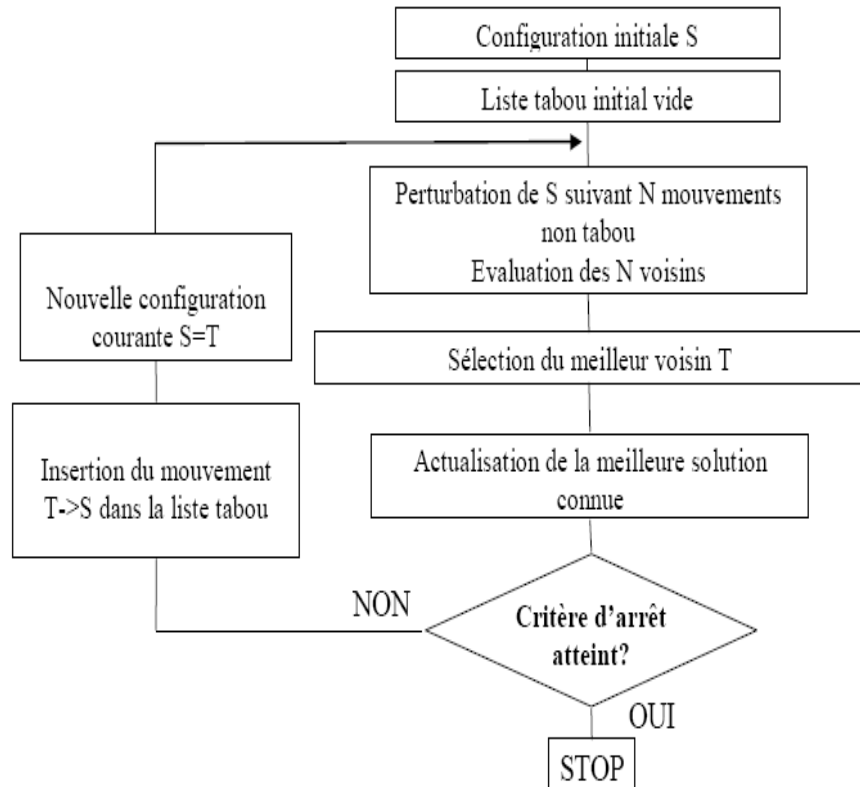 Configuration initiale S
Liste tabou initial vide
Perturbation de S suivant N mouvements
non tabou
Evaluation des N voisins
Nouvelle configuration
courante S=T
Sélection du meilleur voisin T
Insertion du mouvement
T->S dans la liste tabou
Actualisation de la meilleure solution
connue
NON
Critère d'arrêt
atteint?
OUI
STOP